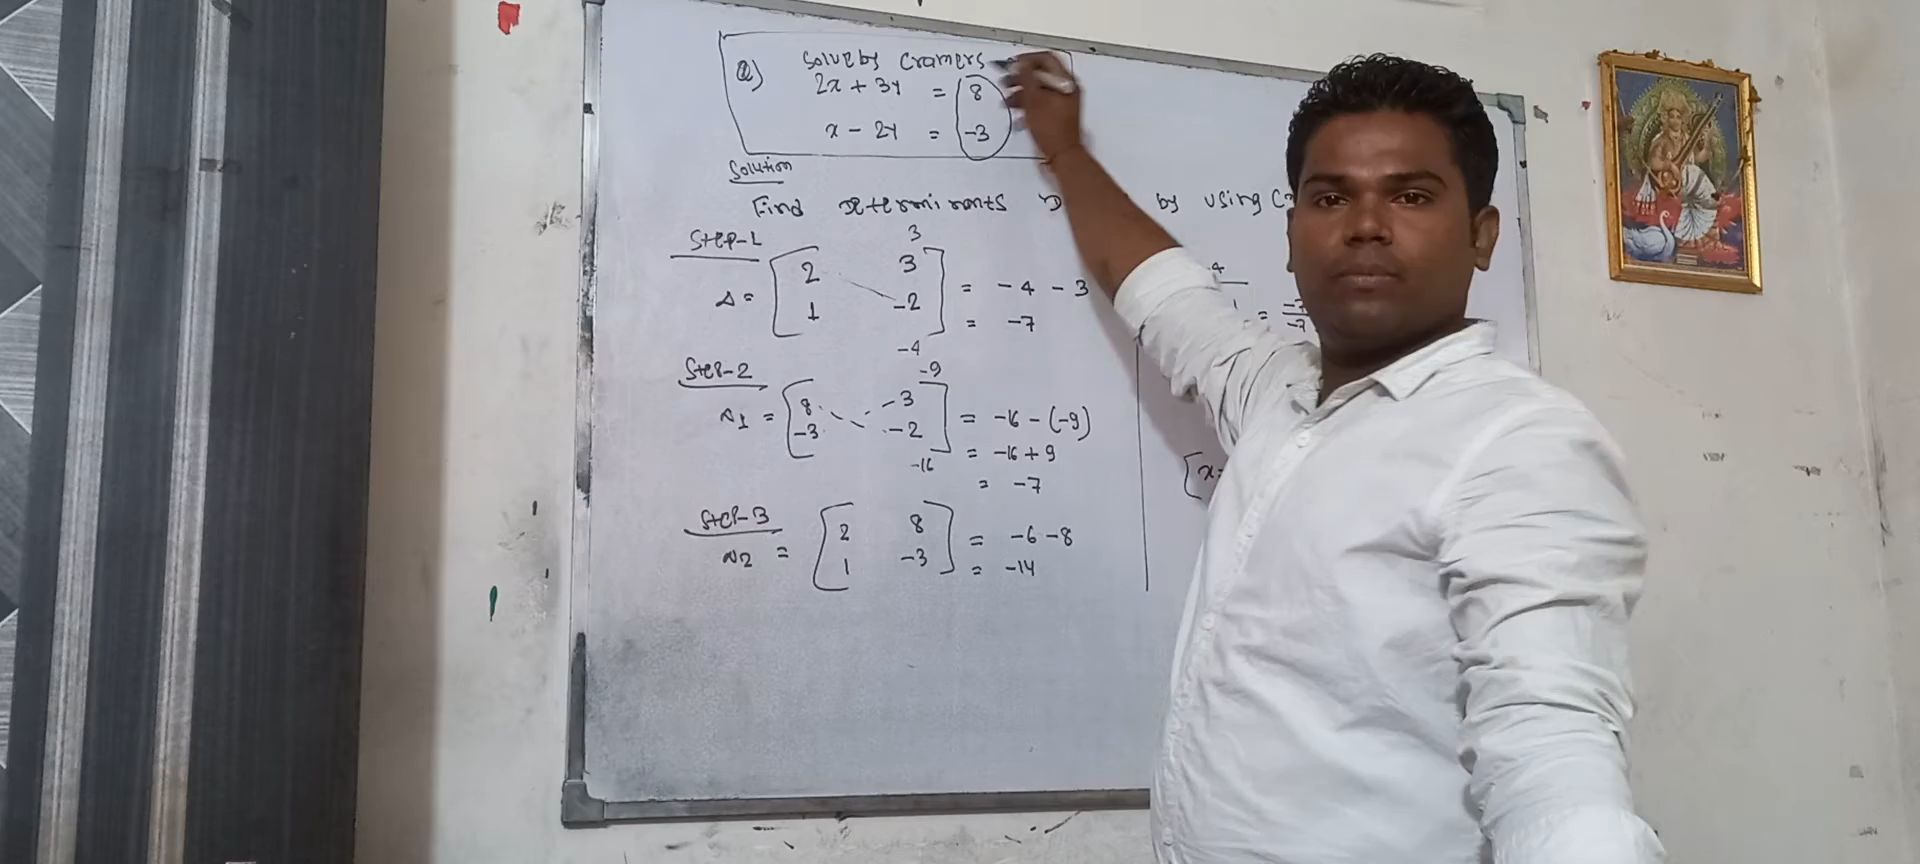 Q) Solve by Cramers
2x + 3y = 8
x - 2y = -3
Solution
Find Determinants D by using
Step-1
3
Δ = [2 3
1 -2] = -4 - 3
= -7
-4
Step-2
-9
Δ1 = [8 3
-3 -2] = -16 - (-9)
= -16 + 9
-16
= -7
Step-3
Δ2 = [2 8
1 -3] = -6 - 8
= -14
= -7
-7
[x=